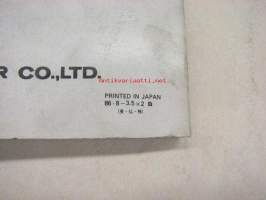 antikvariaatti.net
R CO.,LTD.
PRINTED IN JAPAN
86・8－3.5×2